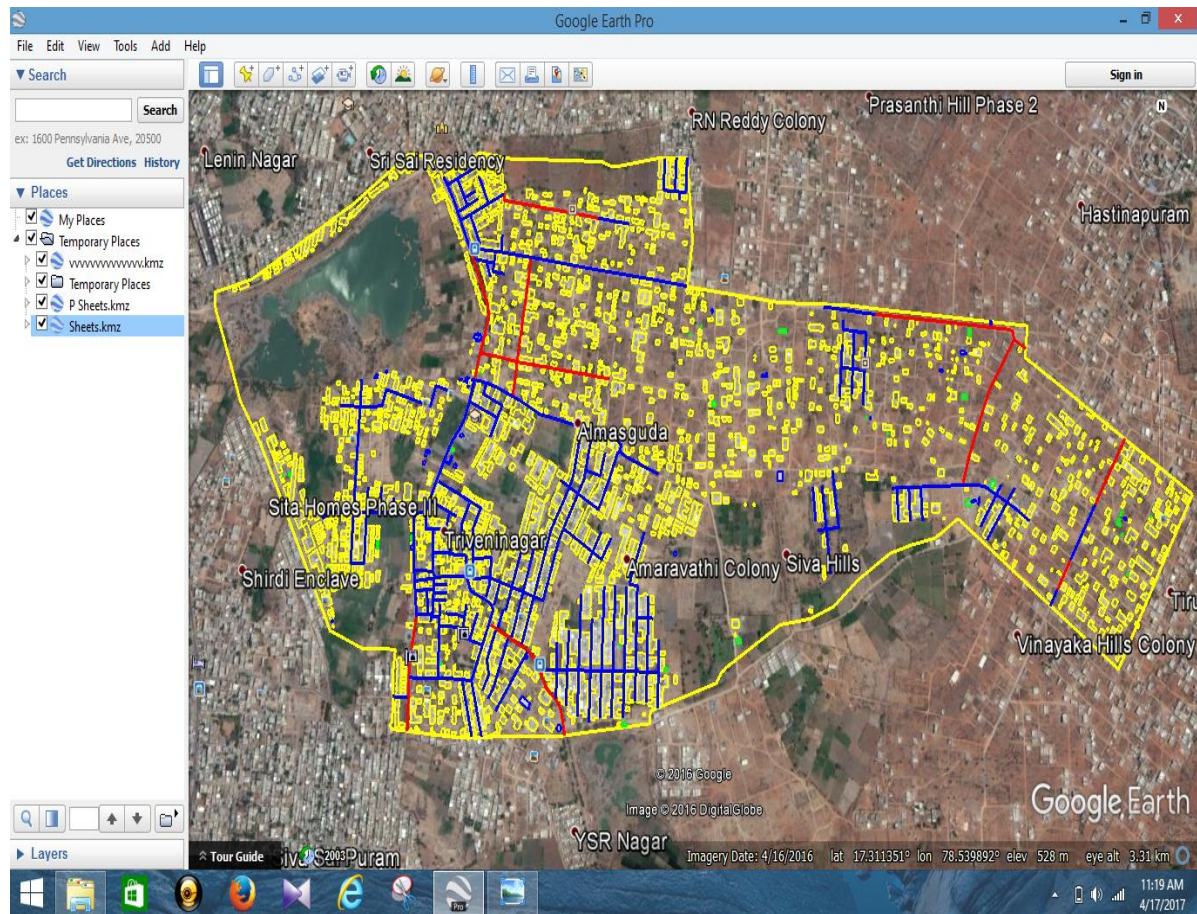 Google Earth Pro
File Edit View Tools Add Help
Search
Sign in
Search
ex: 1600 Pennsylvania Ave, 20500
Get Directions History
Places
My Places
Temporary Places
vvvvvvvvvvvvv.kmz
Temporary Places
P Sheets.kmz
Sheets.kmz
Layers
Prasanthi Hill Phase 2
RN Reddy Colony
N
Lenin Nagar
Sri Sai Residency
Hastinapuram
Almasguda
Sita Homes Phase III
Triveninagar
Shirdi Enclave
Amaravathi Colony
Siva Hills
Tiru
Vinayaka Hills Colony
© 2016 Google
Image © 2016 DigitalGlobe
Google Earth
YSR Nagar
Tour Guide
2003
Puram
Imagery Date: 4/16/2016 lat 17.311351° lon 78.539892° elev 528 m eye alt 3.31 km
Pro
11:19 AM
4/17/2017